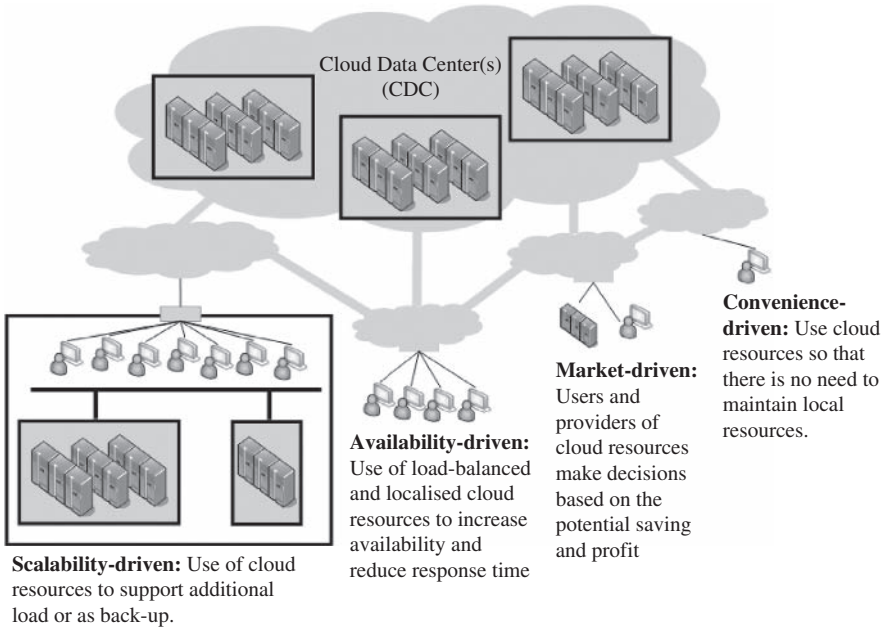 Cloud Data Center(s)
(CDC)
Scalability-driven: Use of cloud
resources to support additional
load or as back-up.
Availability-driven:
Use of load-balanced
and localised cloud
resources to increase
availability and
reduce response time
Market-driven:
Users and
providers of
cloud resources
make decisions
based on the
potential saving
and profit
Convenience-
driven: Use cloud
resources so that
there is no need to
maintain local
resources.